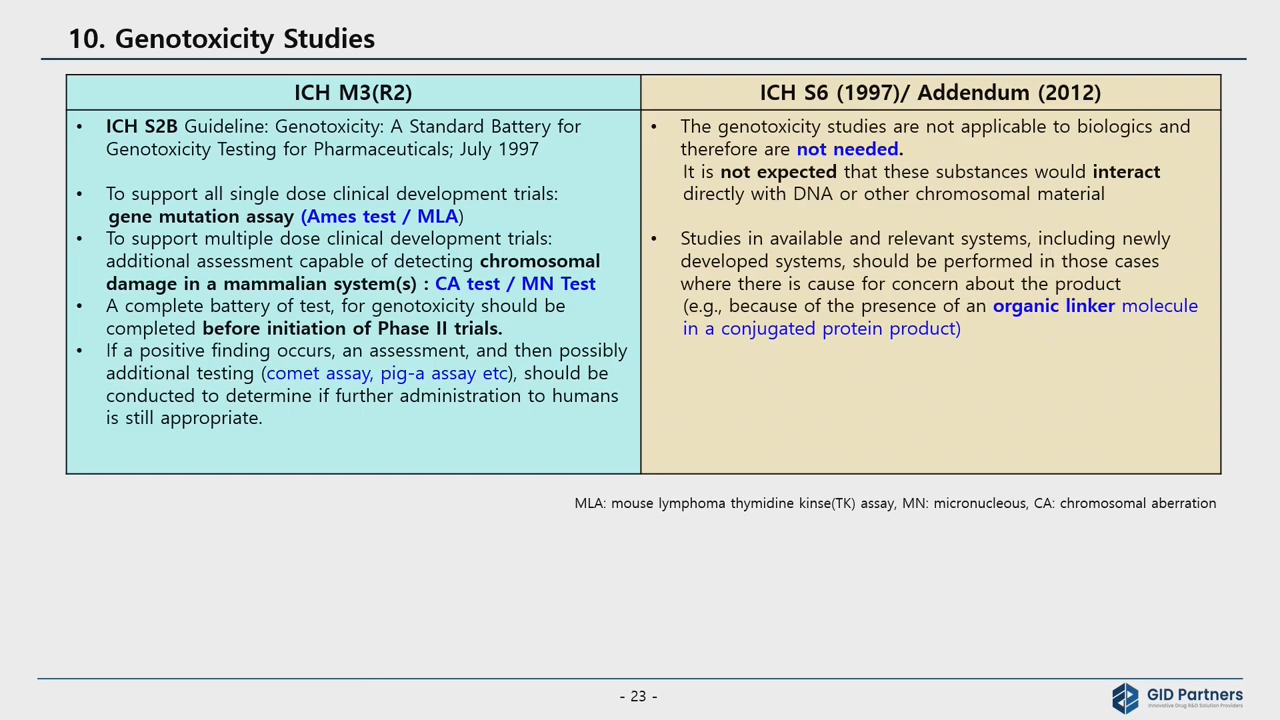 10. Genotoxicity Studies
ICH M3(R2)
• ICH S2B Guideline: Genotoxicity: A Standard Battery for
Genotoxicity Testing for Pharmaceuticals; July 1997
• To support all single dose clinical development trials:
gene mutation assay (Ames test / MLA)
• To support multiple dose clinical development trials:
additional assessment capable of detecting chromosomal
damage in a mammalian system(s) : CA test / MN Test
• A complete battery of test, for genotoxicity should be
completed before initiation of Phase II trials.
• If a positive finding occurs, an assessment, and then possibly
additional testing (comet assay, pig-a assay etc), should be
conducted to determine if further administration to humans
is still appropriate.
ICH S6 (1997)/ Addendum (2012)
• The genotoxicity studies are not applicable to biologics and
therefore are not needed.
It is not expected that these substances would interact
directly with DNA or other chromosomal material
• Studies in available and relevant systems, including newly
developed systems, should be performed in those cases
where there is cause for concern about the product
(e.g., because of the presence of an organic linker molecule
in a conjugated protein product)
MLA: mouse lymphoma thymidine kinse(TK) assay, MN: micronucleous, CA: chromosomal aberration
- 23 -
GID Partners
Innovative Drug R&D Solution Providers